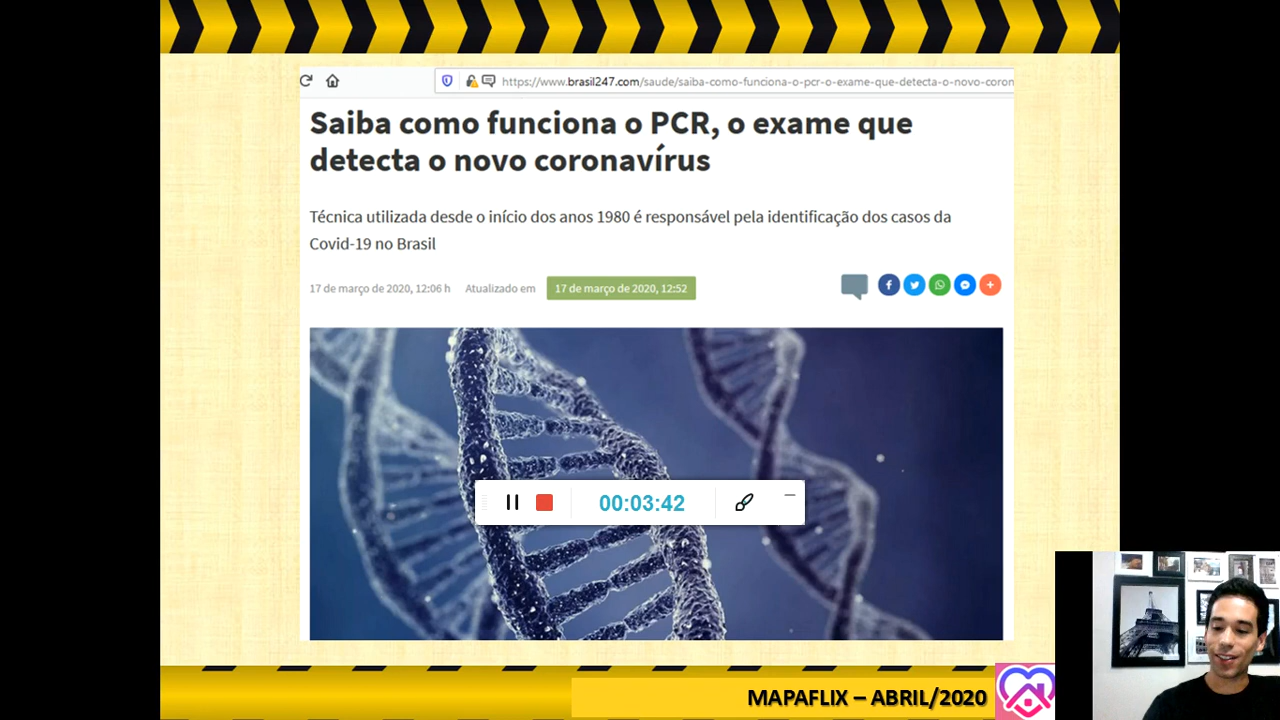 https://www.brasil247.com/saude/saiba-como-funciona-o-pcr-o-exame-que-detecta-o-novo-coron
Saiba como funciona o PCR, o exame que
detecta o novo coronavírus
Técnica utilizada desde o início dos anos 1980 é responsável pela identificação dos casos da
Covid-19 no Brasil
17 de março de 2020, 12:06 h Atualizado em 17 de março de 2020, 12:52
00:03:42
MAPAFLIX – ABRIL/2020